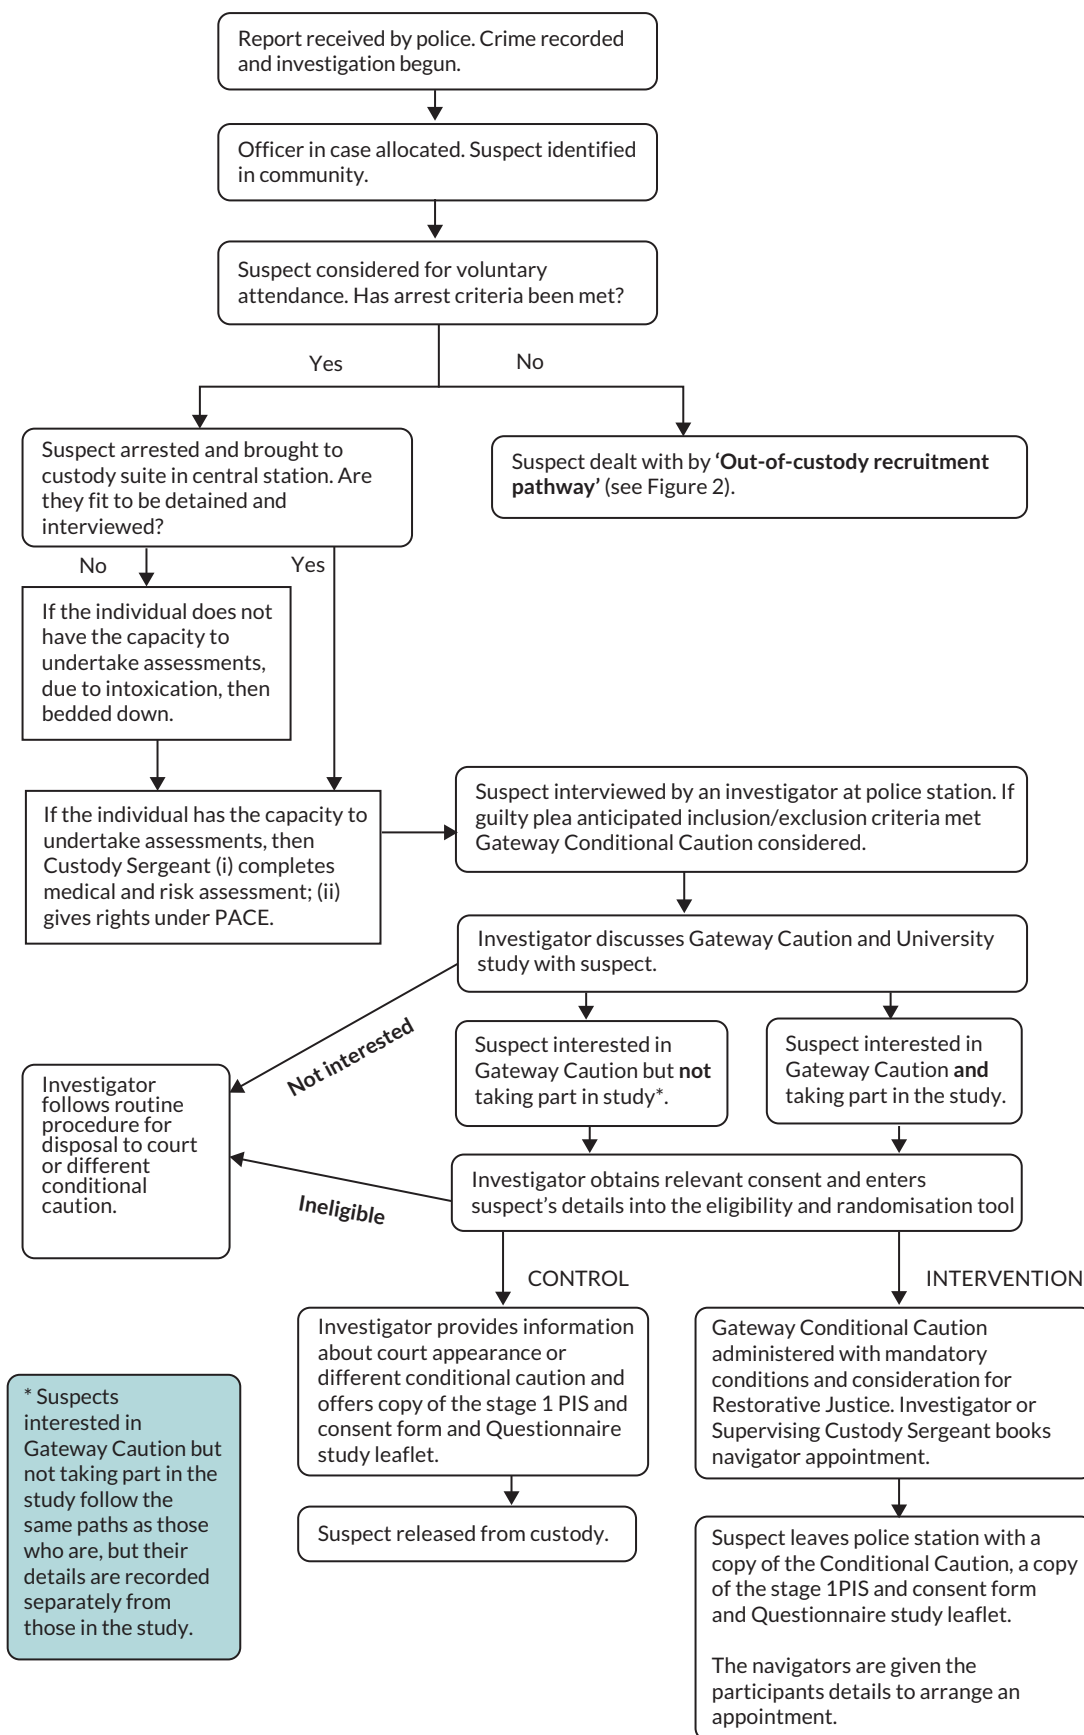 Report received by police. Crime recorded
and investigation begun.
Officer in case allocated. Suspect identified
in community.
Suspect considered for voluntary
attendance. Has arrest criteria been met?
Yes
No
Suspect arrested and brought to
custody suite in central station. Are
they fit to be detained and
interviewed?
Suspect dealt with by ‘Out-of-custody recruitment
pathway’ (see Figure 2).
No
Yes
If the individual does not
have the capacity to
undertake assessments,
due to intoxication, then
bedded down.
If the individual has the capacity to
undertake assessments, then
Custody Sergeant (i) completes
medical and risk assessment; (ii)
gives rights under PACE.
Suspect interviewed by an investigator at police station. If
guilty plea anticipated inclusion/exclusion criteria met
Gateway Conditional Caution considered.
Investigator discusses Gateway Caution and University
study with suspect.
Not interested
Suspect interested in
Gateway Caution but not
taking part in study*.
Suspect interested in
Gateway Caution and
taking part in the study.
Investigator
follows routine
procedure for
disposal to court
or different
conditional
caution.
Investigator obtains relevant consent and enters
suspect’s details into the eligibility and randomisation tool
Ineligible
CONTROL
INTERVENTION
Investigator provides information
about court appearance or
different conditional caution and
offers copy of the stage 1 PIS and
consent form and Questionnaire
study leaflet.
Gateway Conditional Caution
administered with mandatory
conditions and consideration for
Restorative Justice. Investigator or
Supervising Custody Sergeant books
navigator appointment.
* Suspects
interested in
Gateway Caution but
not taking part in the
study follow the
same paths as those
who are, but their
details are recorded
separately from
those in the study.
Suspect released from custody.
Suspect leaves police station with a
copy of the Conditional Caution, a copy
of the stage 1PIS and consent form
and Questionnaire study leaflet.
The navigators are given the
participants details to arrange an
appointment.